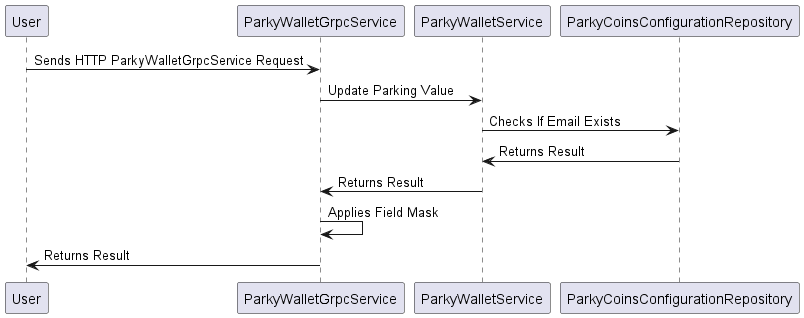 User
ParkyWalletGrpcService
ParkyWalletService
ParkyCoinsConfigurationRepository
Sends HTTP ParkyWalletGrpcService Request
Update Parking Value
Checks If Email Exists
Returns Result
Returns Result
Applies Field Mask
Returns Result
User
ParkyWalletGrpcService
ParkyWalletService
ParkyCoinsConfigurationRepository